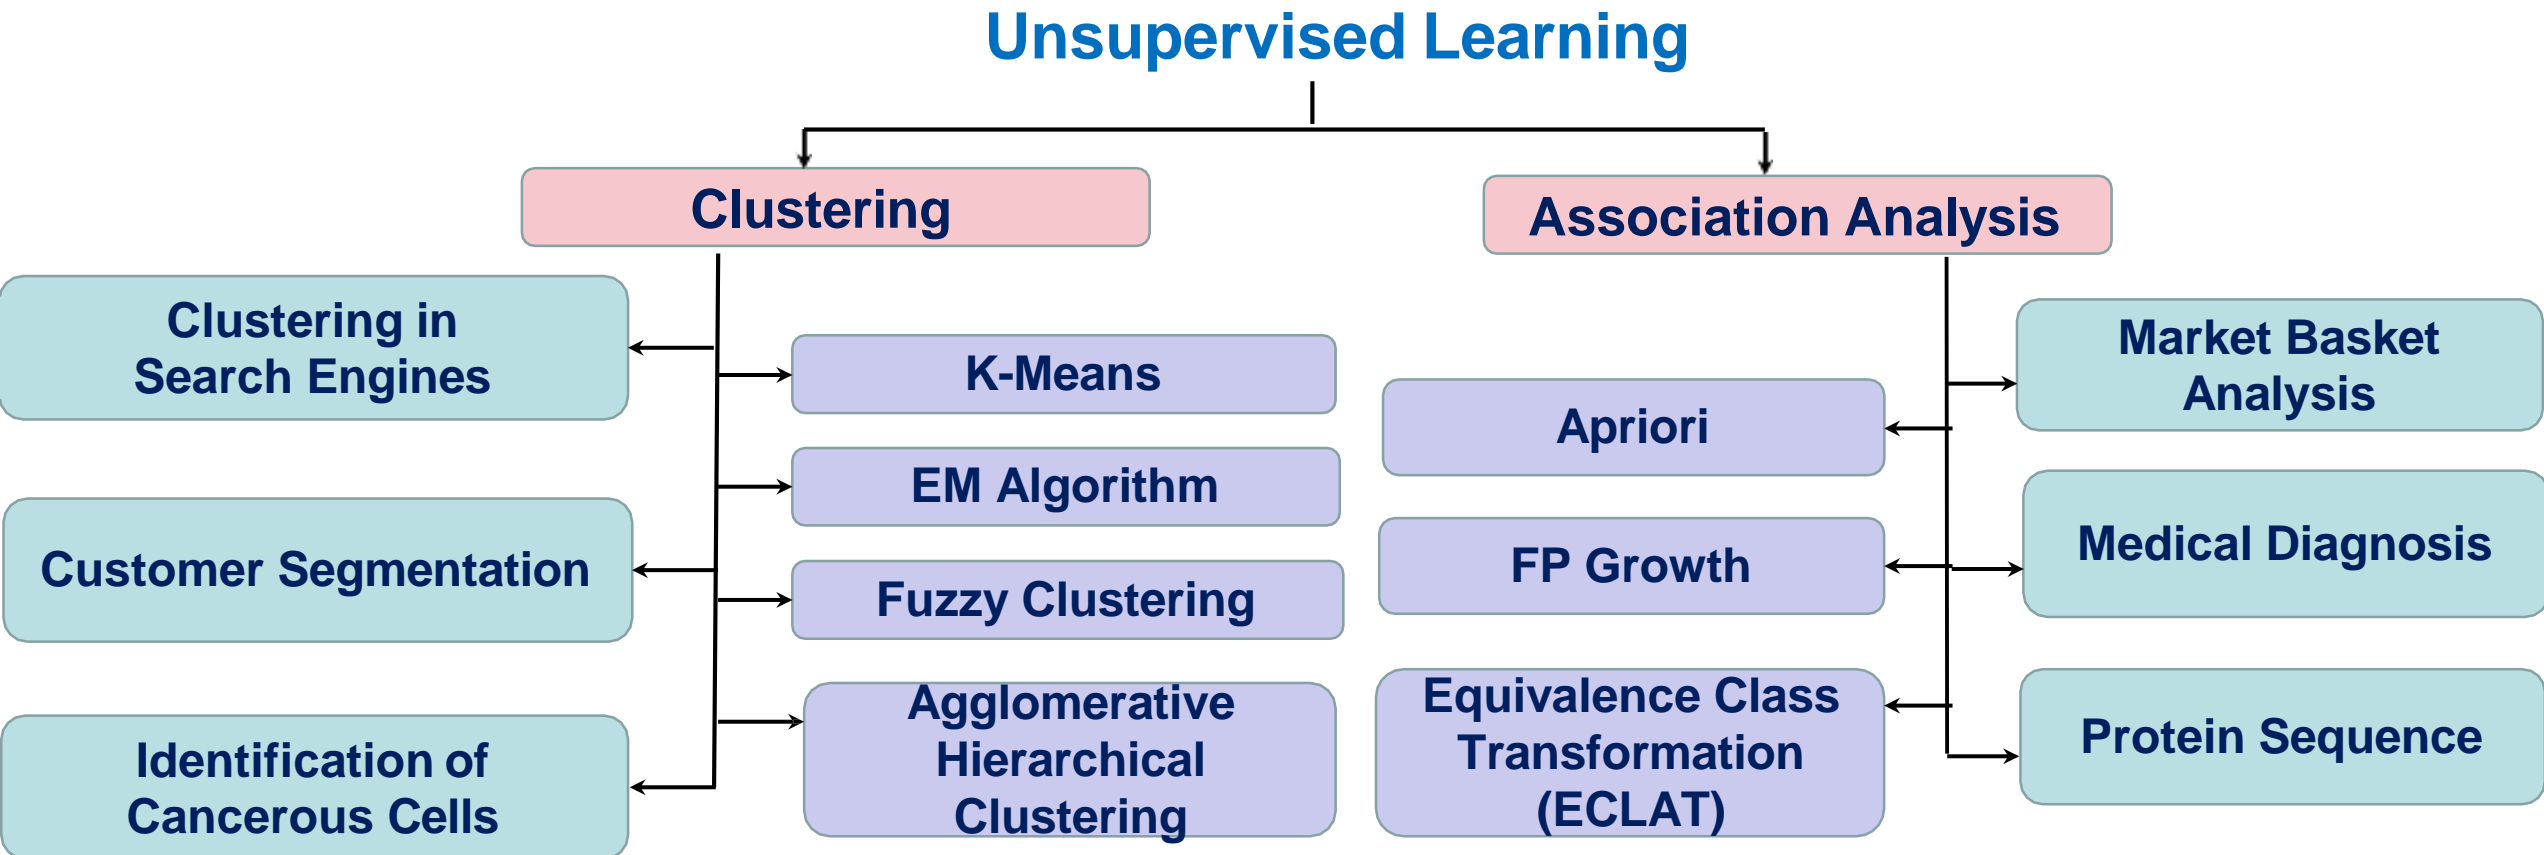 Unsupervised Learning
Clustering
Association Analysis
Clustering in
Search Engines
Customer Segmentation
Identification of
Cancerous Cells
K-Means
EM Algorithm
Fuzzy Clustering
Agglomerative
Hierarchical
Clustering
Apriori
FP Growth
Equivalence Class
Transformation
(ECLAT)
Market Basket
Analysis
Medical Diagnosis
Protein Sequence